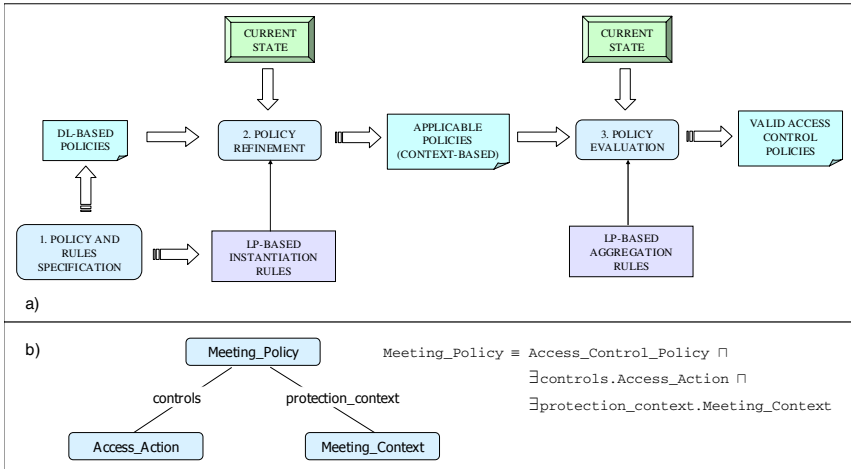 CURRENT
STATE
CURRENT
STATE
DL-BASED
POLICIES
2. POLICY
REFINEMENT
APPLICABLE
POLICIES
(CONTEXT-BASED)
3. POLICY
EVALUATION
VALID ACCESS
CONTROL
POLICIES
1. POLICY AND
RULES
SPECIFICATION
LP-BASED
INSTANTIATION
RULES
LP-BASED
AGGREGATION
RULES
a)
b)
Meeting_Policy
controls
protection_context
Access_Action
Meeting_Context
Meeting_Policy ≡ Access_Control_Policy ⊓
∃controls.Access_Action ⊓
∃protection_context.Meeting_Context